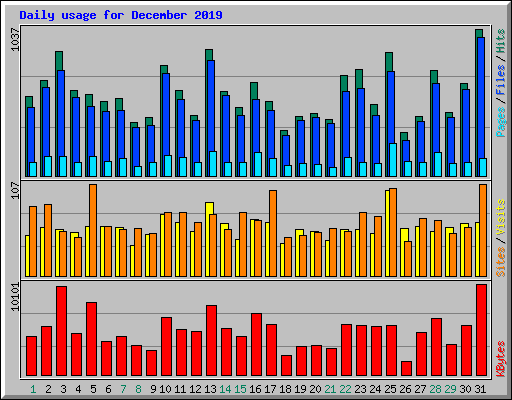 Daily usage for December 2019
1037
Pages / Files / Hits
107
Sites / Visits
10101
KBytes
1 2 3 4 5 6 7 8 9 10 11 12 13 14 15 16 17 18 19 20 21 22 23 24 25 26 27 28 29 30 31